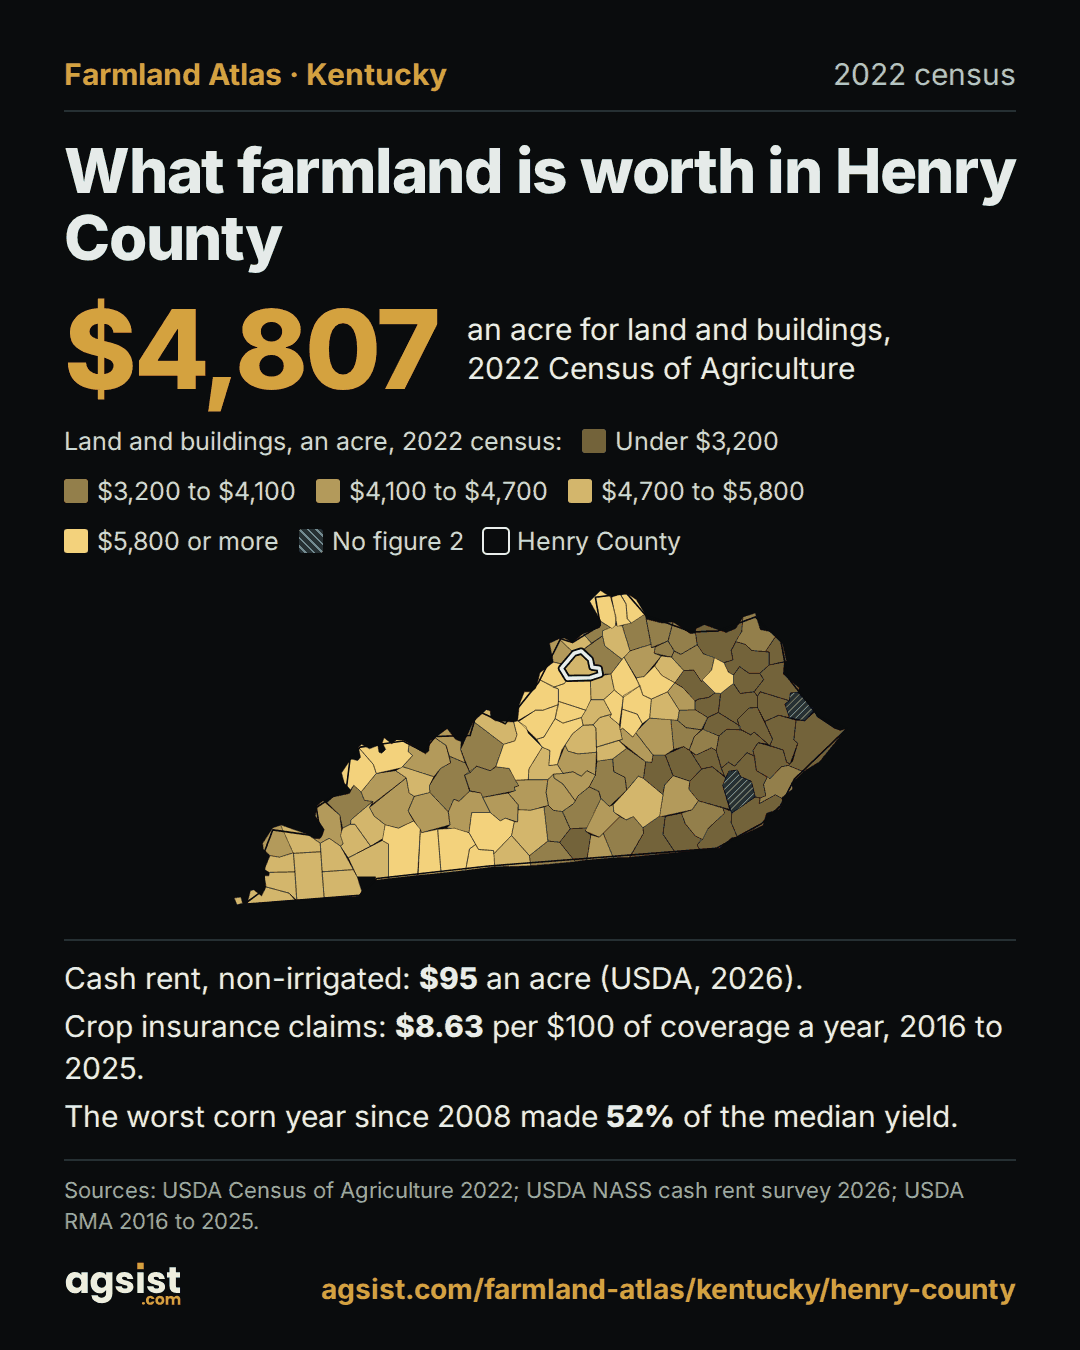 Farmland Atlas · Kentucky
2022 census
What farmland is worth in Henry
County
$4,807
an acre for land and buildings,
2022 Census of Agriculture
Land and buildings, an acre, 2022 census: Under $3,200
$3,200 to $4,100 $4,100 to $4,700 $4,700 to $5,800
$5,800 or more No figure 2 Henry County
Cash rent, non-irrigated: $95 an acre (USDA, 2026).
Crop insurance claims: $8.63 per $100 of coverage a year, 2016 to
2025.
The worst corn year since 2008 made 52% of the median yield.
Sources: USDA Census of Agriculture 2022; USDA NASS cash rent survey 2026; USDA
RMA 2016 to 2025.
agsist
.com
agsist.com/farmland-atlas/kentucky/henry-county